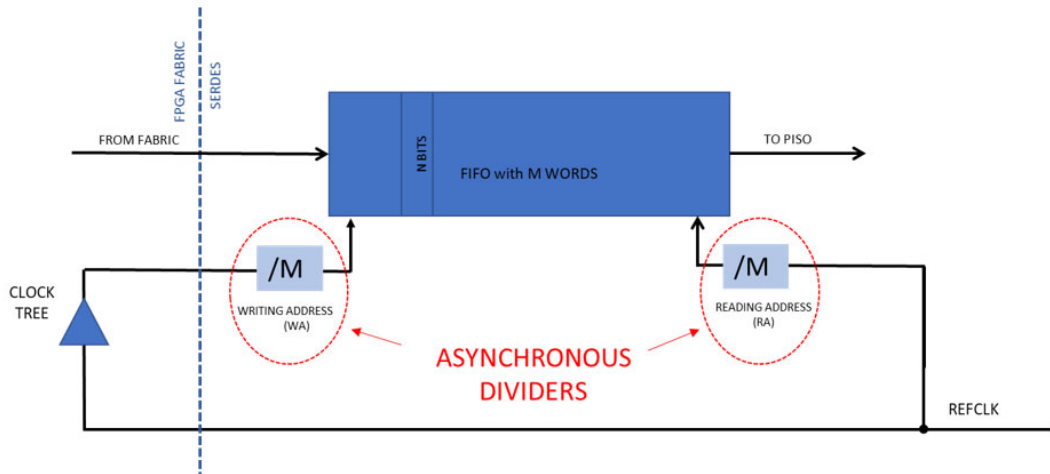 FPGA FABRIC
SERDES
FROM FABRIC
N BITS
FIFO with M WORDS
TO PISO
/M
/M
CLOCK
TREE
WRITING ADDRESS
(WA)
READING ADDRESS
(RA)
ASYNCHRONOUS
DIVIDERS
REFCLK